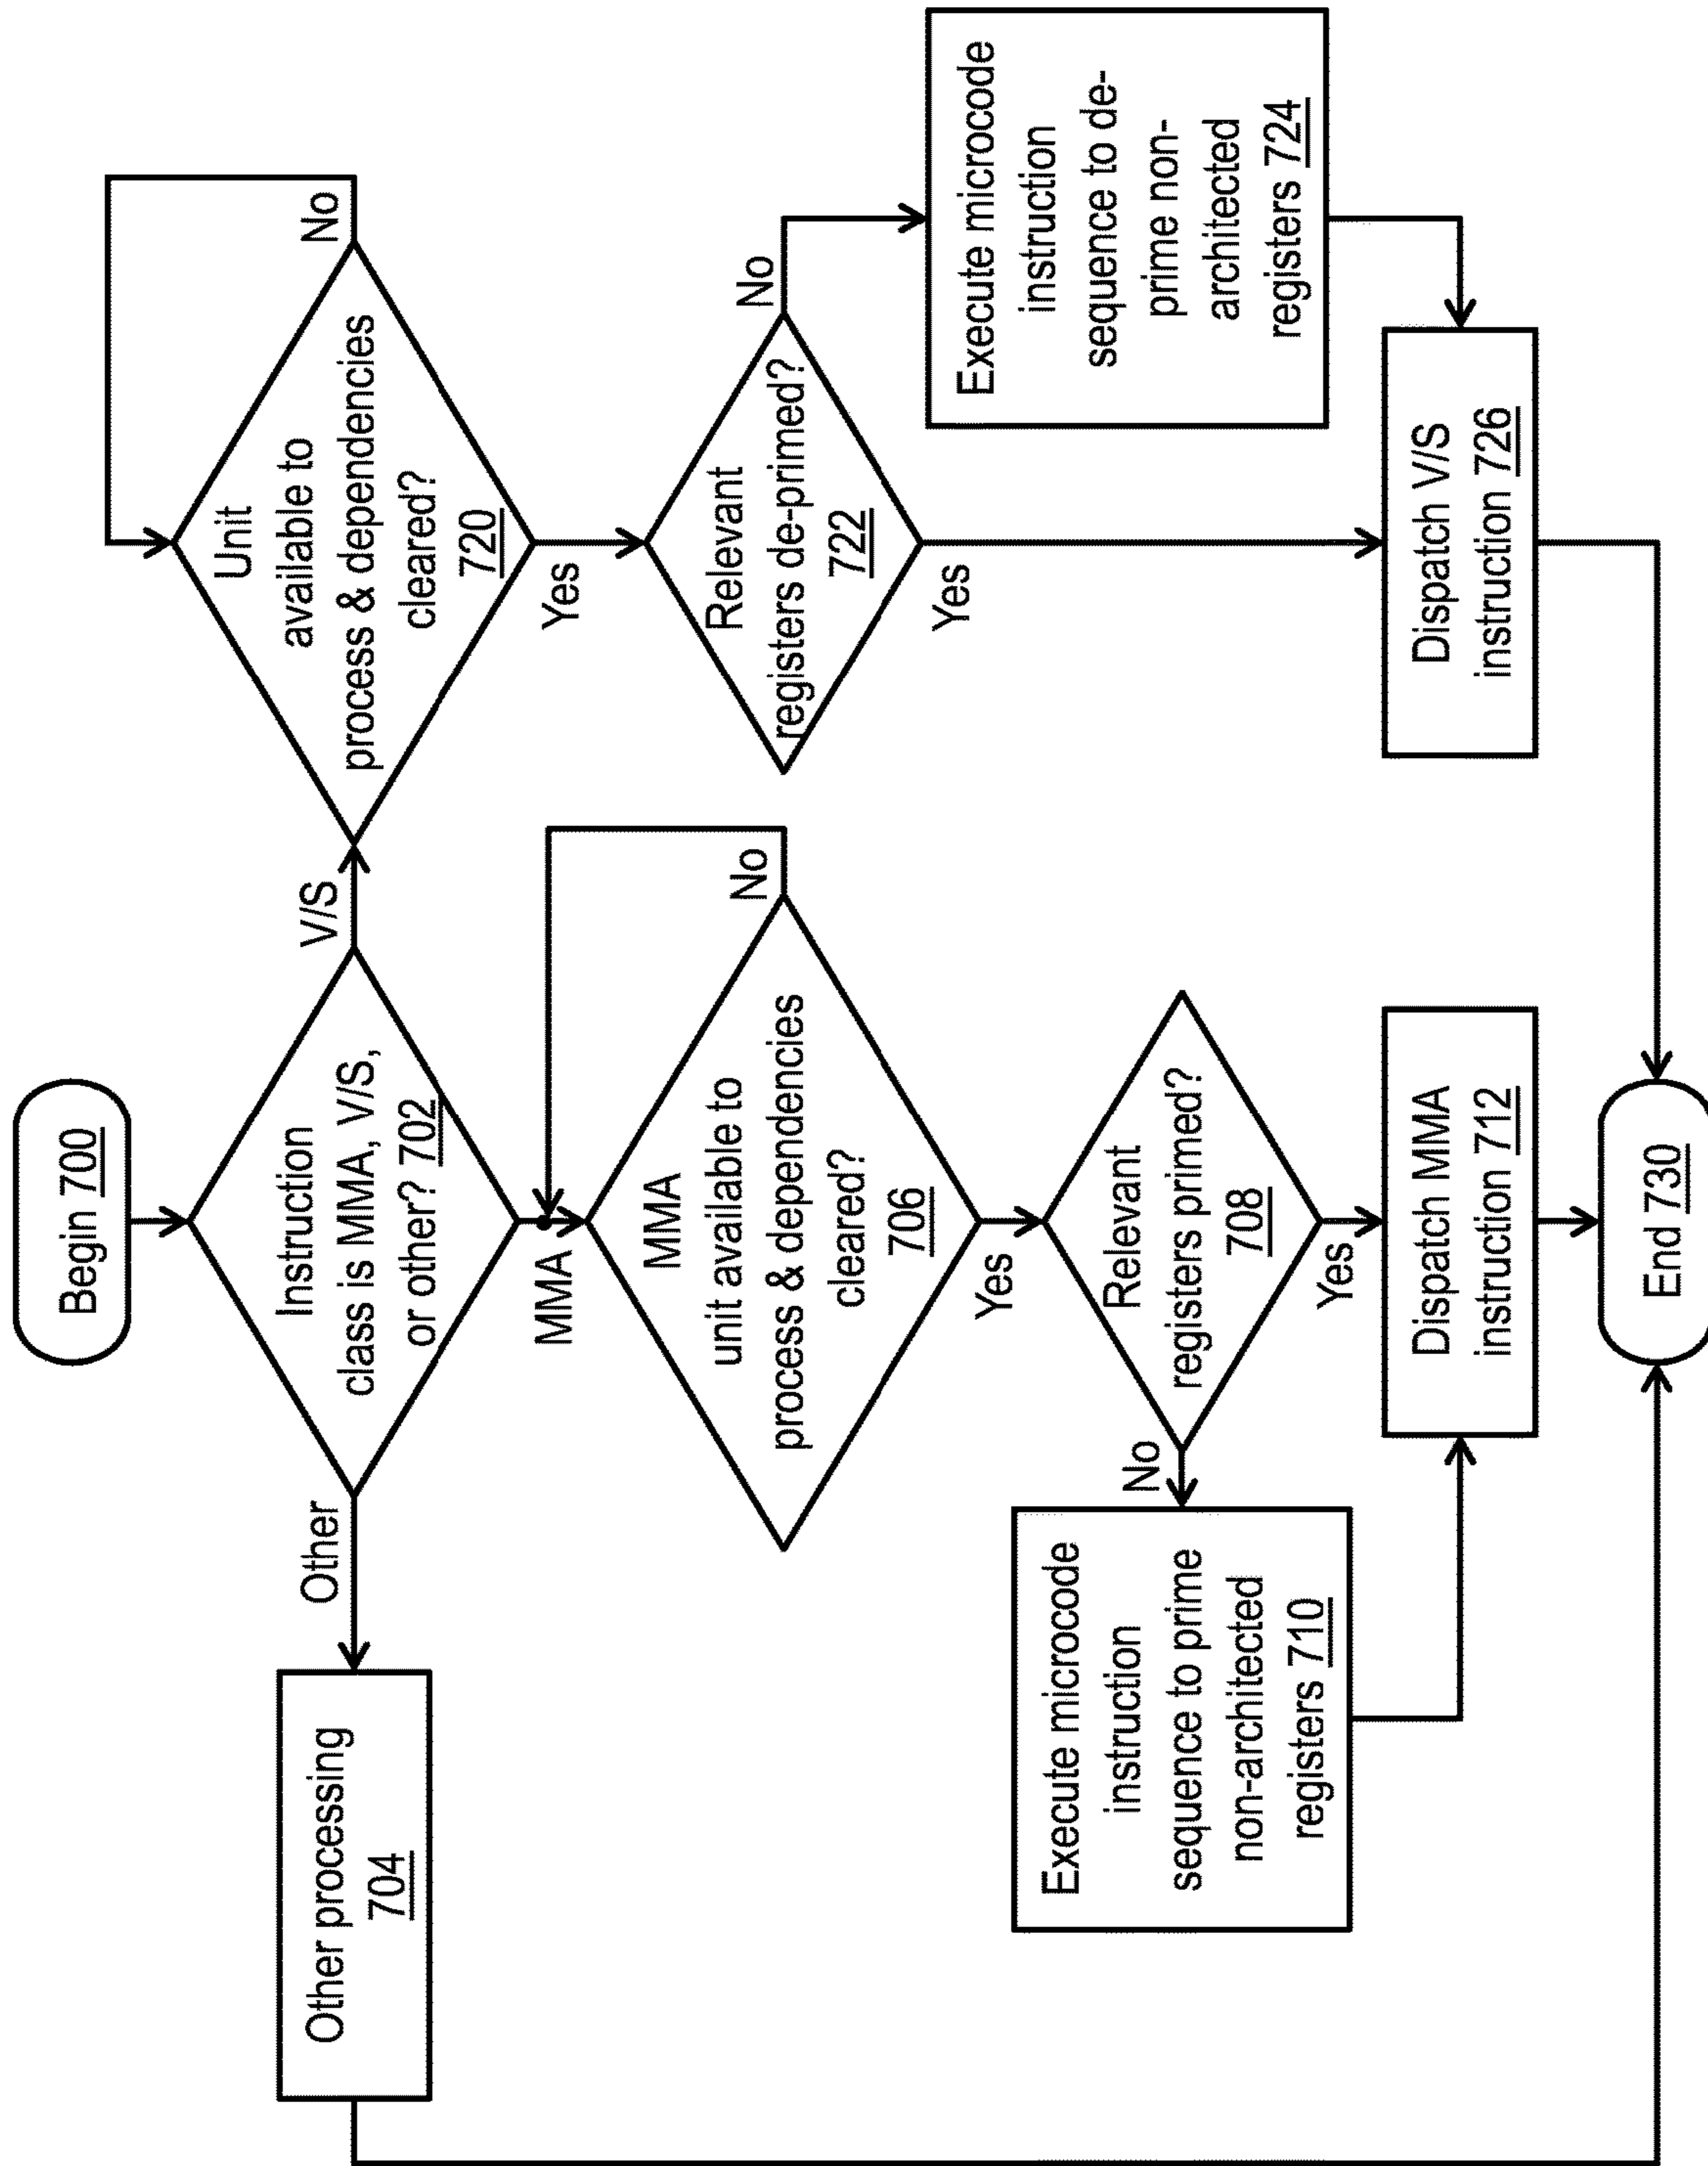 Begin 700
Instruction
class is MMA, V/S,
or other? 702
Other
V/S
MMA
Other processing
704
MMA
unit available to
process & dependencies
cleared?
706
No
Yes
Relevant
registers primed?
708
No
Yes
Execute microcode
instruction
sequence to prime
non-architected
registers 710
Dispatch MMA
instruction 712
Unit
available to
process & dependencies
cleared?
720
No
Yes
Relevant
registers de-primed?
722
No
Yes
Execute microcode
instruction
sequence to de-
prime non-
architected
registers 724
Dispatch V/S
instruction 726
End 730